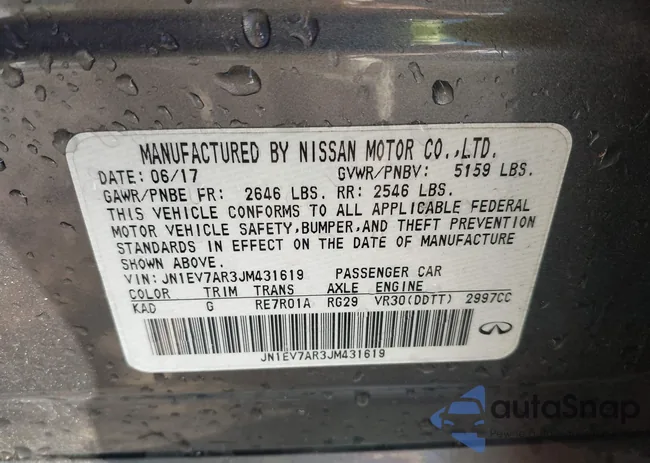 MANUFACTURED BY NISSAN MOTOR CO.,LTD.
DATE: 06/17 GVWR/PNBV: 5159 LBS.
GAWR/PNBE FR: 2646 LBS. RR: 2546 LBS.
THIS VEHICLE CONFORMS TO ALL APPLICABLE FEDERAL
MOTOR VEHICLE SAFETY,BUMPER,AND THEFT PREVENTION
STANDARDS IN EFFECT ON THE DATE OF MANUFACTURE
SHOWN ABOVE.
VIN: JN1EV7AR3JM431619 PASSENGER CAR
COLOR TRIM TRANS AXLE ENGINE
KAD G RE7R01A RG29 VR30(DDTT) 2997CC
JN1EV7AR3JM431619
autoSnap